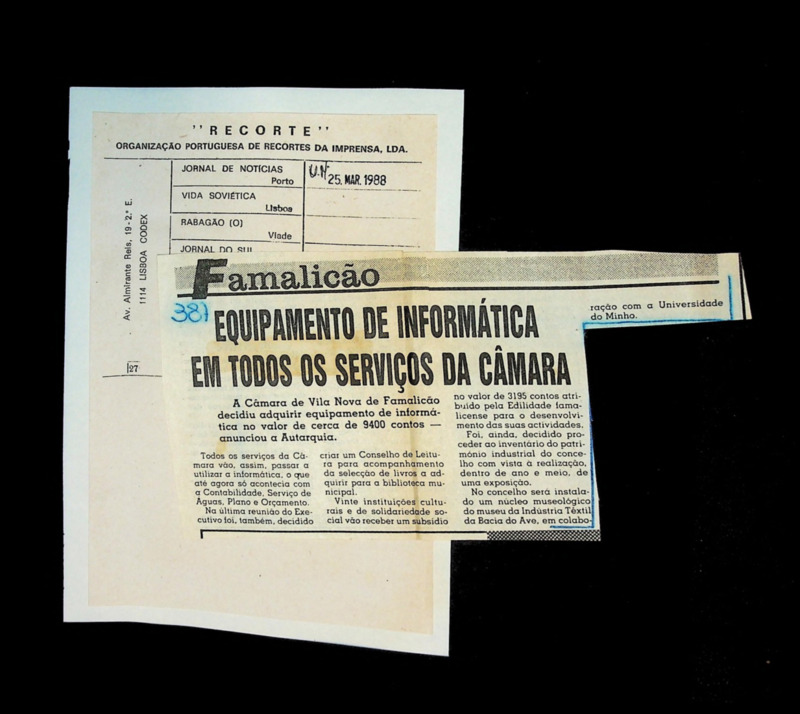 "RECORTE"
ORGANIZAÇÃO PORTUGUESA DE RECORTES DA IMPRENSA, LDA.
Av. Almirante Reis, 19-2.º E.
1114 LISBOA CODEX
JORNAL DE NOTÍCIAS
Porto
25. MAR. 1988
VIDA SOVIÉTICA
Lisboa
RABAGÃO (O)
Viade
JORNAL DO SUL
27
Famalicão
381
EQUIPAMENTO DE INFORMÁTICA
EM TODOS OS SERVIÇOS DA CÂMARA
A Câmara de Vila Nova de Famalicão
decidiu adquirir equipamento de informá-
tica no valor de cerca de 9400 contos —
anunciou a Autarquia.
Todos os serviços da Câ-
mara vão, assim, passar a
utilizar a informática, o que
até agora só acontecia com
a Contabilidade, Serviço de
Águas, Plano e Orçamento.
Na última reunião do Exe-
cutivo foi, também, decidido
criar um Conselho de Leitu-
ra para acompanhamento
da selecção de livros a ad-
quirir para a biblioteca mu-
nicipal.
Vinte instituições cultu-
rais e de solidariedade so-
cial vão receber um subsídio
no valor de 3195 contos atri-
buído pela Edilidade fama-
license para o desenvolvi-
mento das suas actividades.
Foi, ainda, decidido pro-
ceder ao inventário do patri-
mónio industrial do conce-
lho com vista à realização,
dentro de ano e meio, de
uma exposição.
No concelho será instala-
do um núcleo museológico
do museu da Indústria Têxtil
da Bacia do Ave, em colabo-
ração com a Universidade
do Minho.